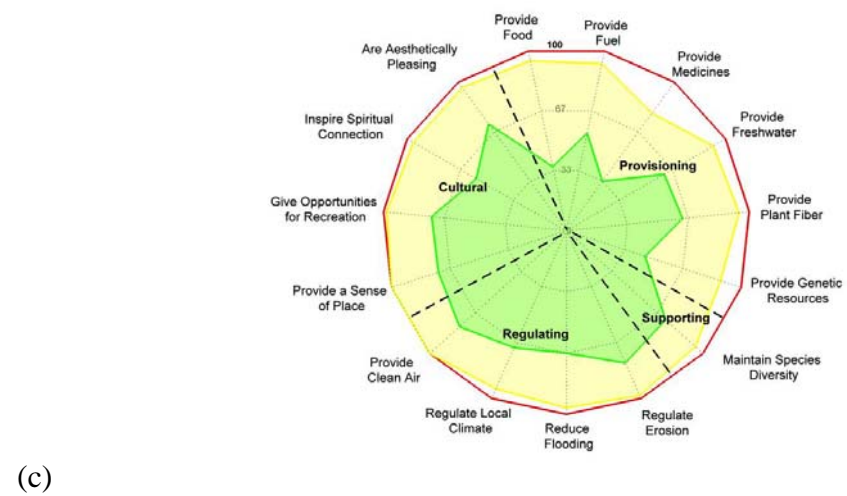 Provide
Food
100
Provide
Fuel
Are Aesthetically
Pleasing
Provide
Medicines
67
Inspire Spiritual
Connection
Provide
Freshwater
Provisioning
33
Cultural
Give Opportunities
for Recreation
Provide
Plant Fiber
Provide a Sense
of Place
Provide Genetic
Resources
Supporting
Regulating
Provide
Clean Air
Maintain Species
Diversity
Regulate Local
Climate
Reduce
Flooding
Regulate
Erosion
(c)